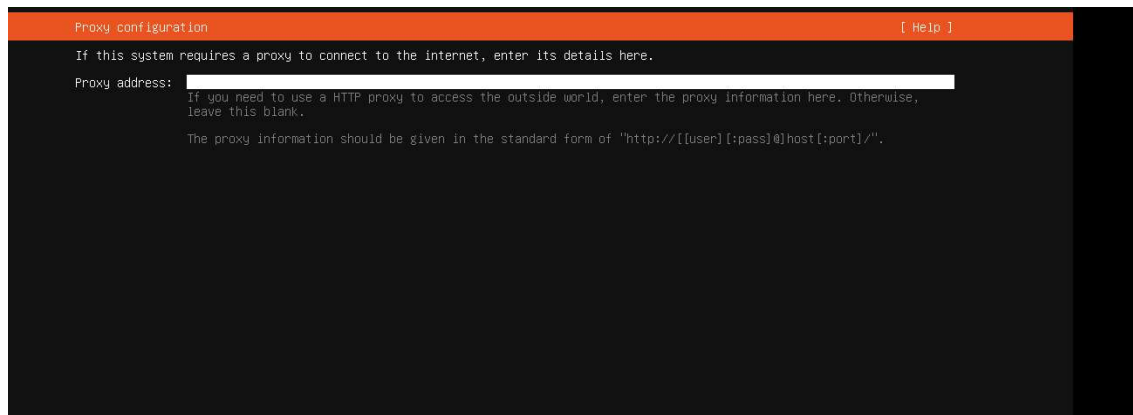 Proxy configuration [ Help ]
If this system requires a proxy to connect to the internet, enter its details here.
Proxy address:
If you need to use a HTTP proxy to access the outside world, enter the proxy information here. Otherwise,
leave this blank.
The proxy information should be given in the standard form of "http://[[user][:pass]@]host[:port]/".